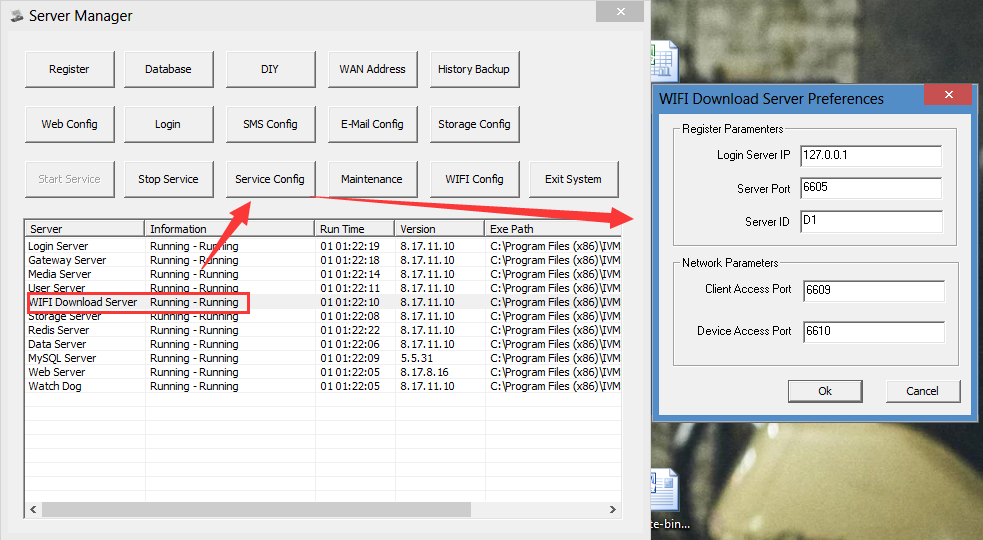 Server Manager
Register Database DIY WAN Address History Backup
Web Config Login SMS Config E-Mail Config Storage Config
Start Service Stop Service Service Config Maintenance WIFI Config Exit System
Server Information Run Time Version Exe Path
Login Server Running - Running 01 01:22:19 8.17.11.10 C:\Program Files (x86)\IVM
Gateway Server Running - Running 01 01:22:18 8.17.11.10 C:\Program Files (x86)\IVM
Media Server Running - Running 01 01:22:14 8.17.11.10 C:\Program Files (x86)\IVM
User Server Running - Running 01 01:22:11 8.17.11.10 C:\Program Files (x86)\IVM
WIFI Download Server Running - Running 01 01:22:10 8.17.11.10 C:\Program Files (x86)\IVM
Storage Server Running - Running 01 01:22:08 8.17.11.10 C:\Program Files (x86)\IVM
Redis Server Running - Running 01 01:22:22 8.17.11.10 C:\Program Files (x86)\IVM
Data Server Running - Running 01 01:22:06 8.17.11.10 C:\Program Files (x86)\IVM
MySQL Server Running - Running 01 01:22:09 5.5.31 C:\Program Files (x86)\IVM
Web Server Running - Running 01 01:22:05 8.17.8.16 C:\Program Files (x86)\IVM
Watch Dog Running - Running 01 01:22:05 8.17.11.10 C:\Program Files (x86)\IVM
WIFI Download Server Preferences
Register Paramenters
Login Server IP 127.0.0.1
Server Port 6605
Server ID D1
Network Parameters
Client Access Port 6609
Device Access Port 6610
Ok Cancel
te-bin...